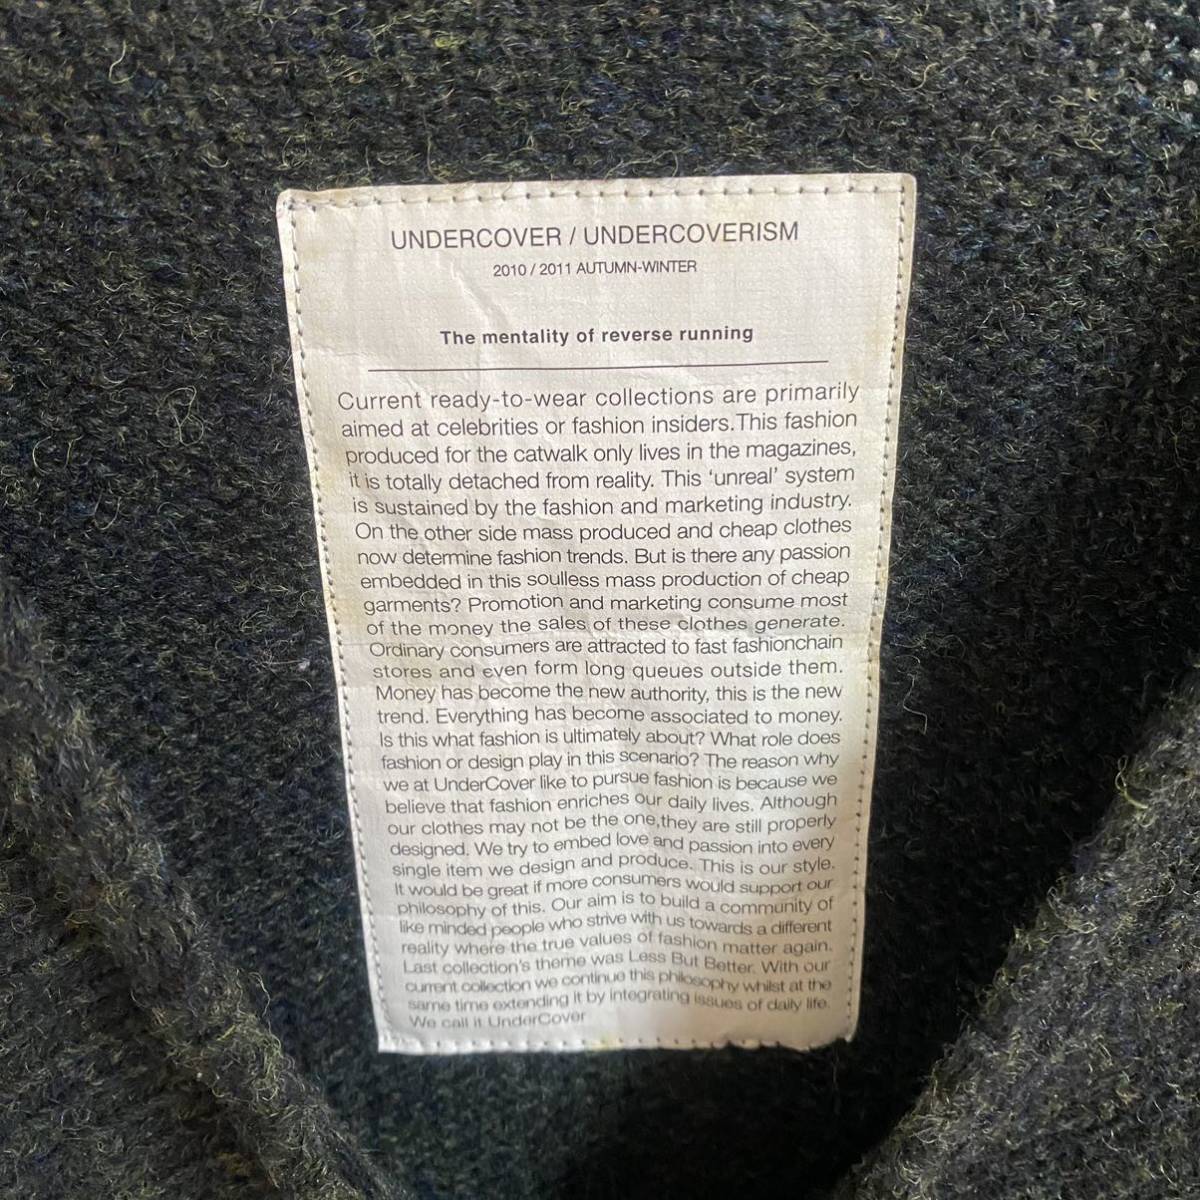 UNDERCOVER / UNDERCOVERISM
2010 / 2011 AUTUMN-WINTER
The mentality of reverse running
Current ready-to-wear collections are primarily
aimed at celebrities or fashion insiders.This fashion
produced for the catwalk only lives in the magazines,
it is totally detached from reality. This ‘unreal’ system
is sustained by the fashion and marketing industry.
On the other side mass produced and cheap clothes
now determine fashion trends. But is there any passion
embedded in this soulless mass production of cheap
garments? Promotion and marketing consume most
of the money the sales of these clothes generate.
Ordinary consumers are attracted to fast fashionchain
stores and even form long queues outside them.
Money has become the new authority, this is the new
trend. Everything has become associated to money.
Is this what fashion is ultimately about? What role does
fashion or design play in this scenario? The reason why
we at UnderCover like to pursue fashion is because we
believe that fashion enriches our daily lives. Although
our clothes may not be the one,they are still properly
designed. We try to embed love and passion into every
single item we design and produce. This is our style.
It would be great if more consumers would support our
philosophy of this. Our aim is to build a community of
like minded people who strive with us towards a different
reality where the true values of fashion matter again.
Last collection's theme was Less But Better. With our
current collection we continue this philosophy whilst at the
same time extending it by integrating issues of daily life.
We call it UnderCover